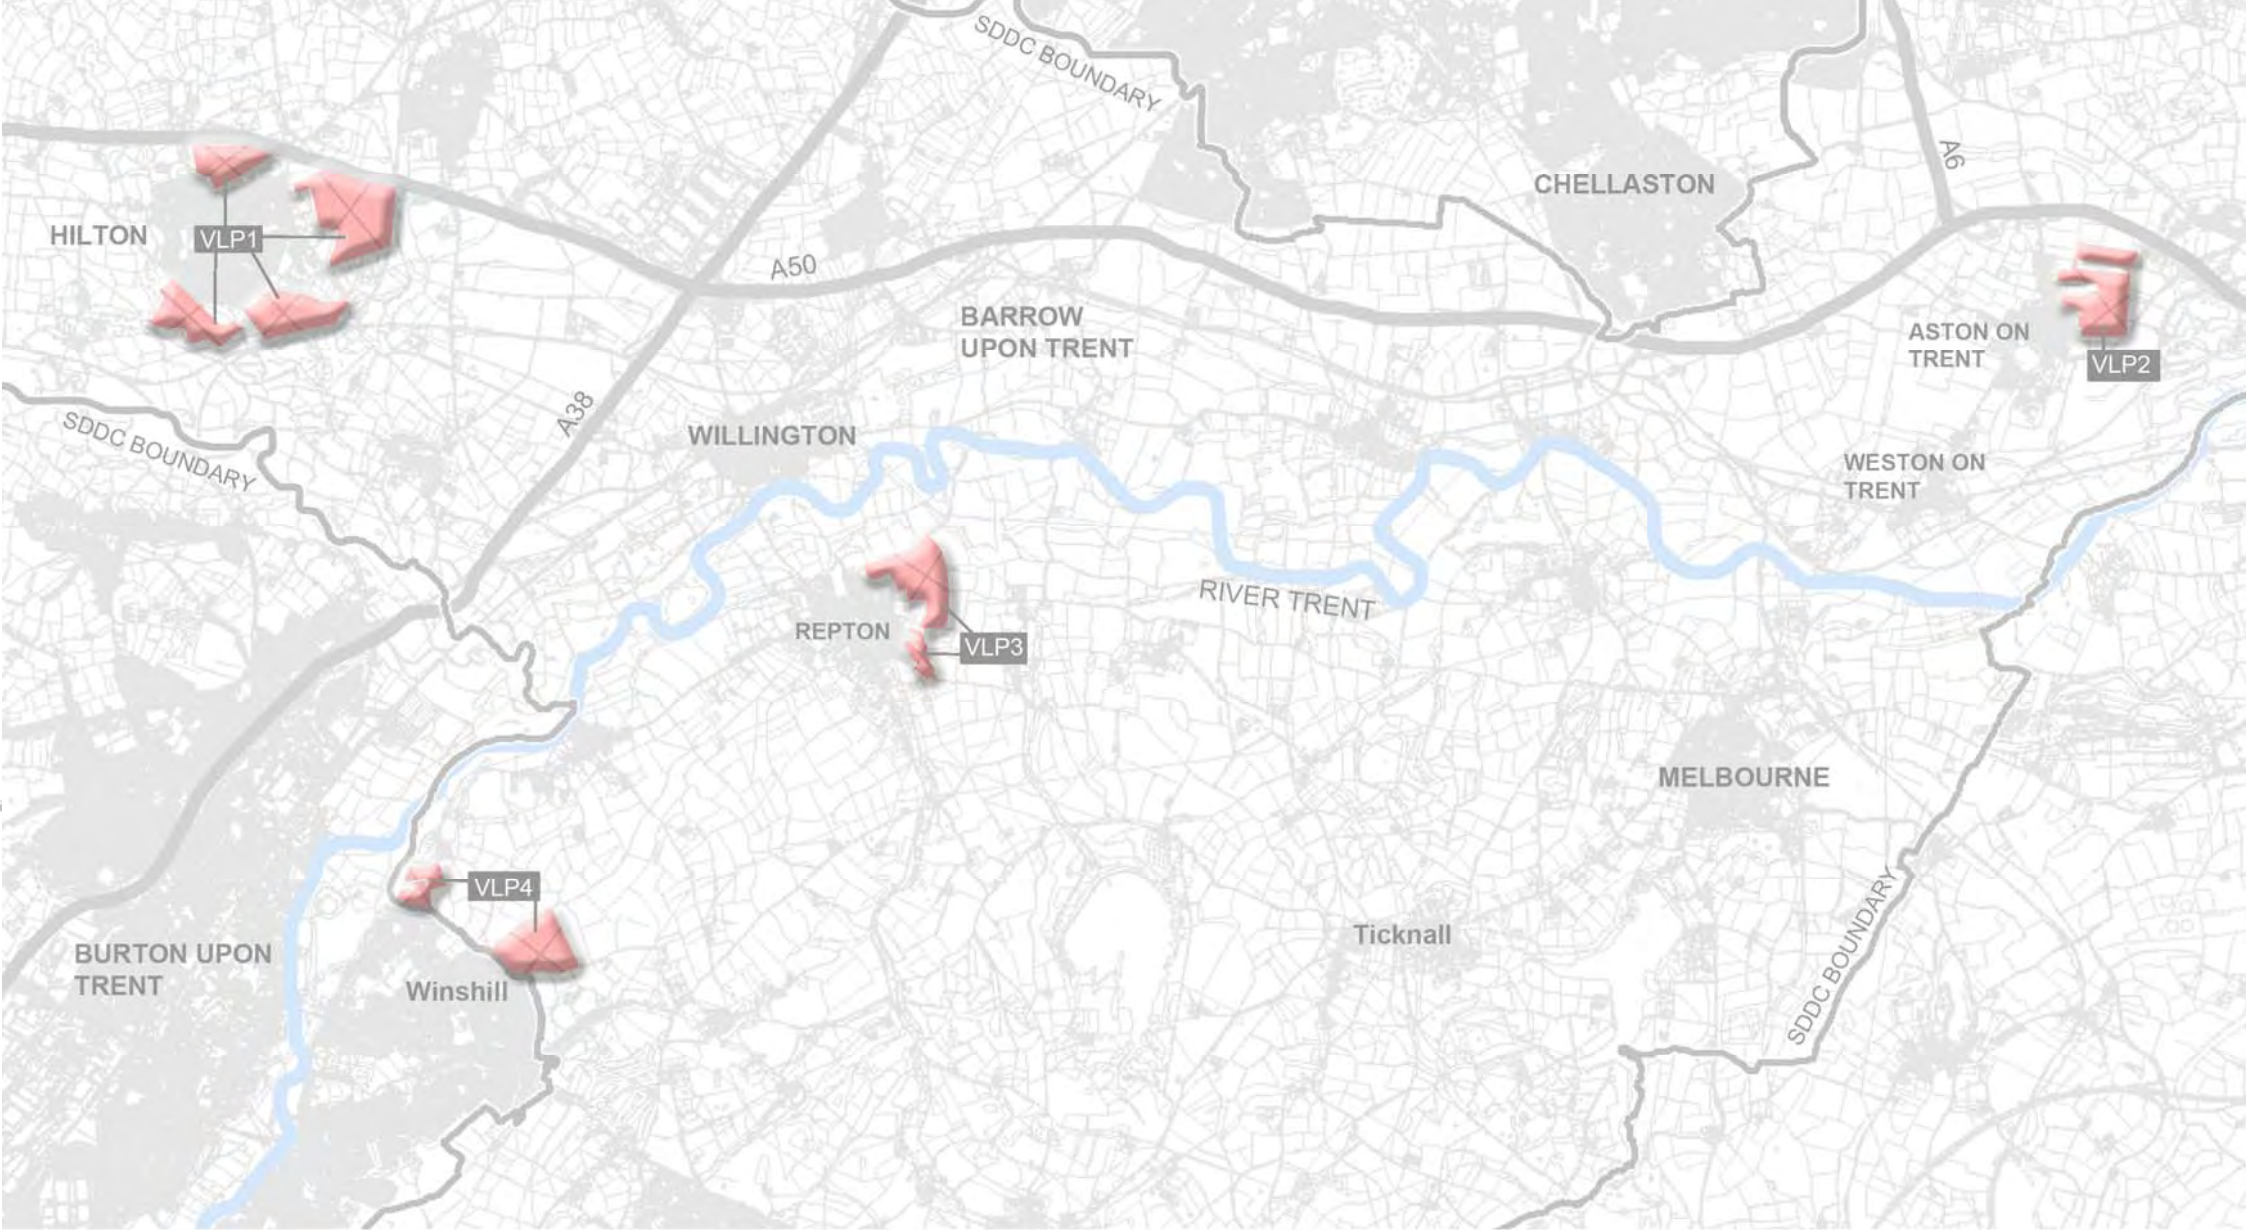 SDDC BOUNDARY
A6
CHELLASTON
HILTON
VLP1
A50
BARROW
UPON TRENT
ASTON ON
TRENT
VLP2
A38
SDDC BOUNDARY
WILLINGTON
WESTON ON
TRENT
RIVER TRENT
REPTON
VLP3
MELBOURNE
VLP4
SDDC BOUNDARY
Ticknall
BURTON UPON
TRENT
Winshill